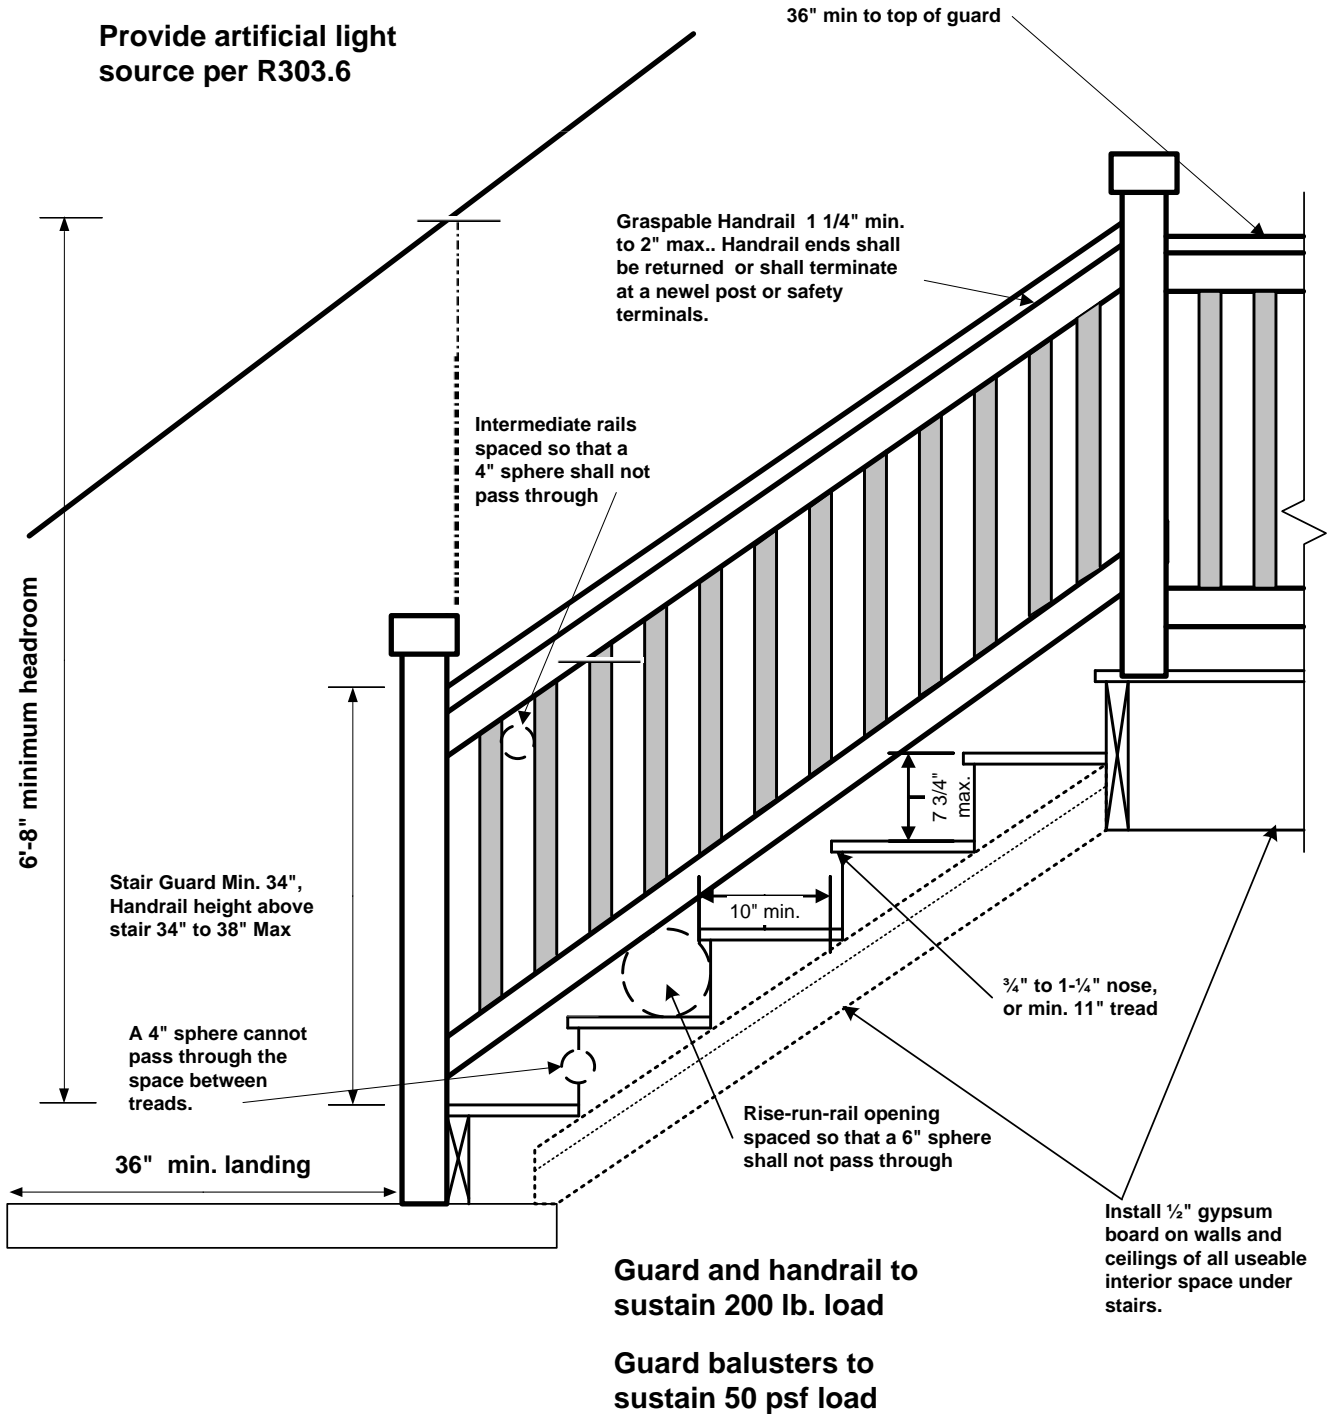 Provide artificial light
source per R303.6
36" min to top of guard
Graspable Handrail 1 1/4" min.
to 2" max.. Handrail ends shall
be returned or shall terminate
at a newel post or safety
terminals.
Intermediate rails
spaced so that a
4" sphere shall not
pass through
6'-8" minimum headroom
7 3/4"
max.
Stair Guard Min. 34",
Handrail height above
stair 34" to 38" Max
10" min.
¾" to 1-¼" nose,
or min. 11" tread
A 4" sphere cannot
pass through the
space between
treads.
Rise-run-rail opening
spaced so that a 6" sphere
shall not pass through
36" min. landing
Install ½" gypsum
board on walls and
ceilings of all useable
interior space under
stairs.
Guard and handrail to
sustain 200 lb. load
Guard balusters to
sustain 50 psf load